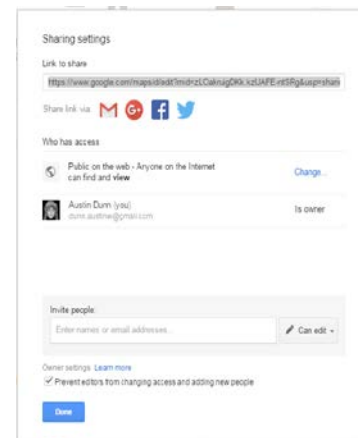 Sharing settings
Link to share
Share link via:
Who has access
Public on the web - Anyone on the Internet
can find and view
Change...
Austin Dunn (you)
Is owner
Invite people:
Enter names or email addresses...
Can edit
Owner settings Learn more
Prevent editors from changing access and adding new people
Done